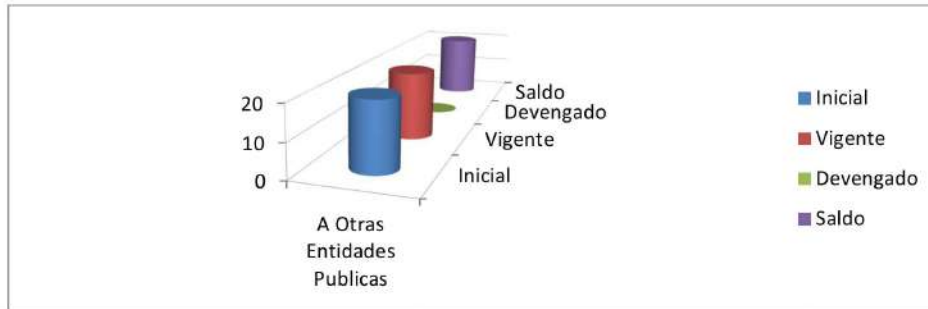 20
10
0
Saldo
Devengado
Vigente
Inicial
A Otras
Entidades
Publicas
Inicial
Vigente
Devengado
Saldo